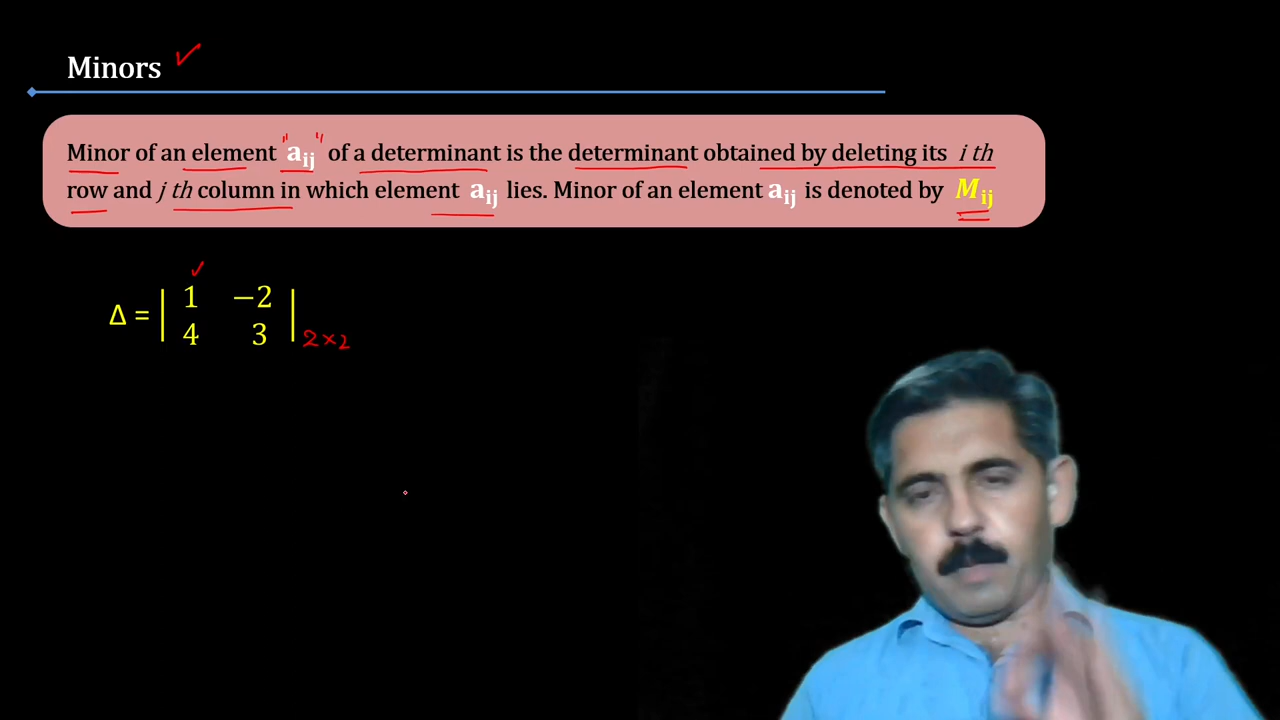 Minors ✓
Minor of an element "aij" of a determinant is the determinant obtained by deleting its i th
row and j th column in which element aij lies. Minor of an element aij is denoted by Mij
✓
Δ = | 1 −2 |
| 4 3 | 2×2